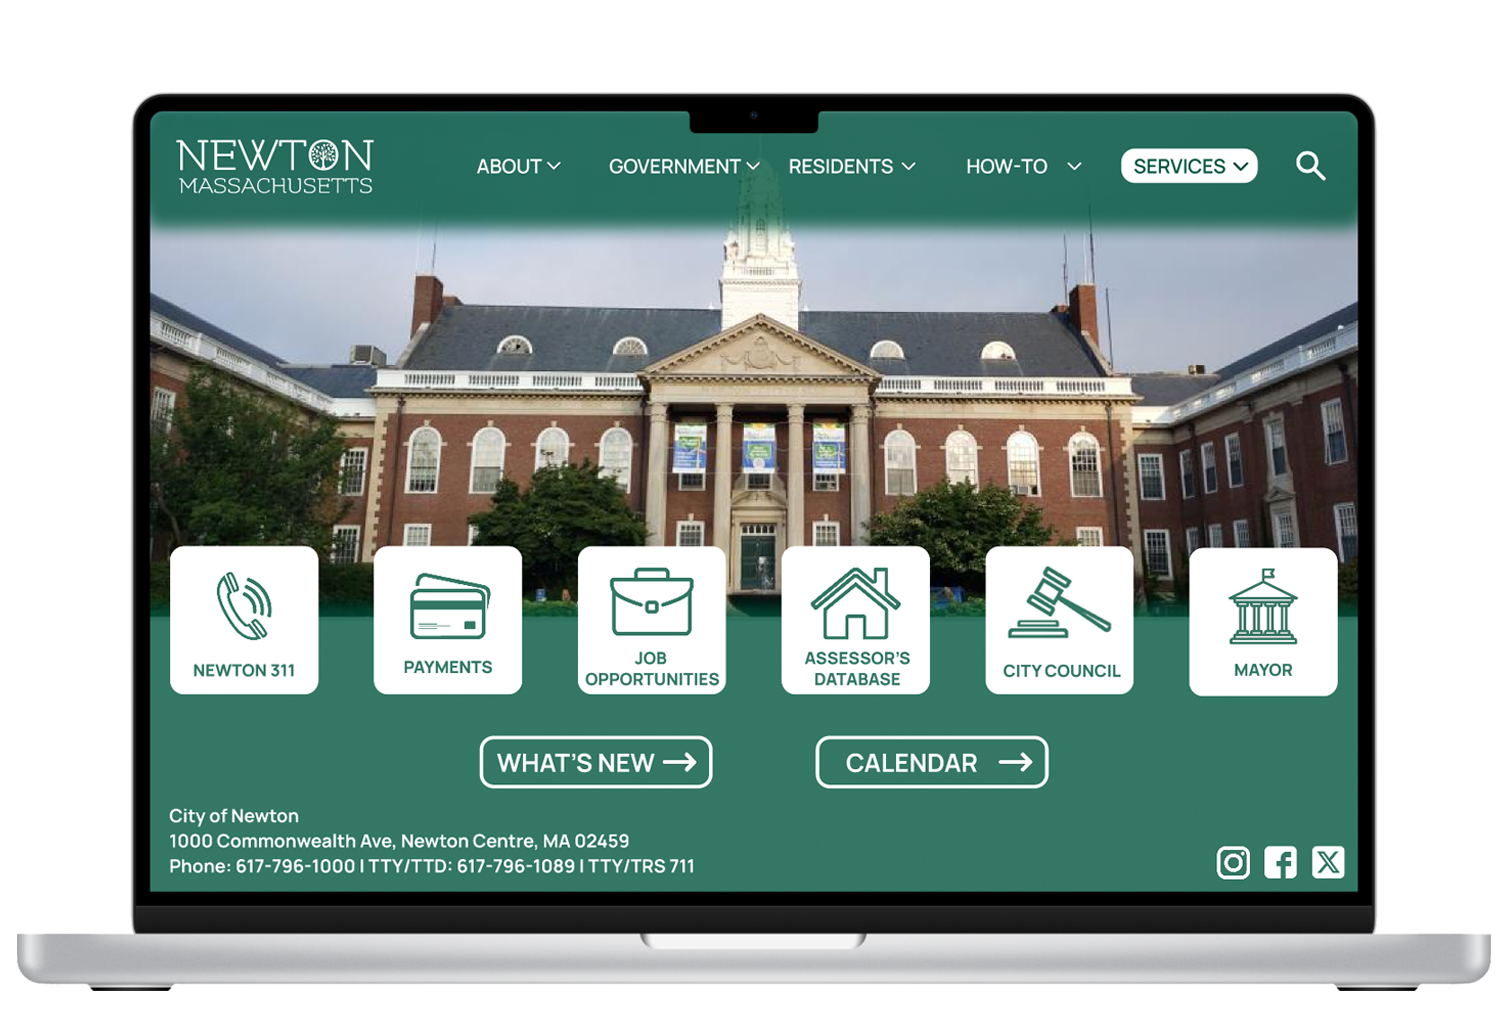 NEWTON
MASSACHUSETTS
ABOUT
GOVERNMENT
RESIDENTS
HOW-TO
SERVICES
NEWTON 311
PAYMENTS
JOB
OPPORTUNITIES
ASSESSOR'S
DATABASE
CITY COUNCIL
MAYOR
WHAT'S NEW
CALENDAR
City of Newton
1000 Commonwealth Ave, Newton Centre, MA 02459
Phone: 617-796-1000 | TTY/TTD: 617-796-1089 | TTY/TRS 711